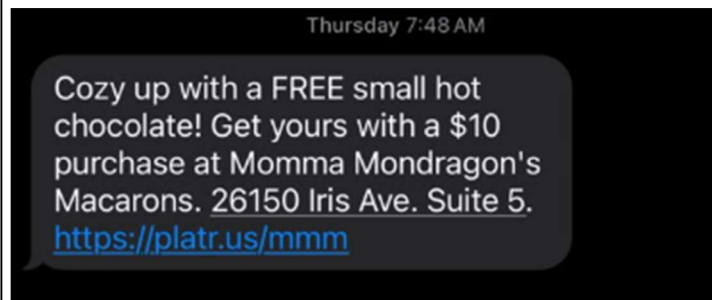 Thursday 7:48 AM
Cozy up with a FREE small hot
chocolate! Get yours with a $10
purchase at Momma Mondragon's
Macarons. 26150 Iris Ave. Suite 5.
https://platr.us/mmm